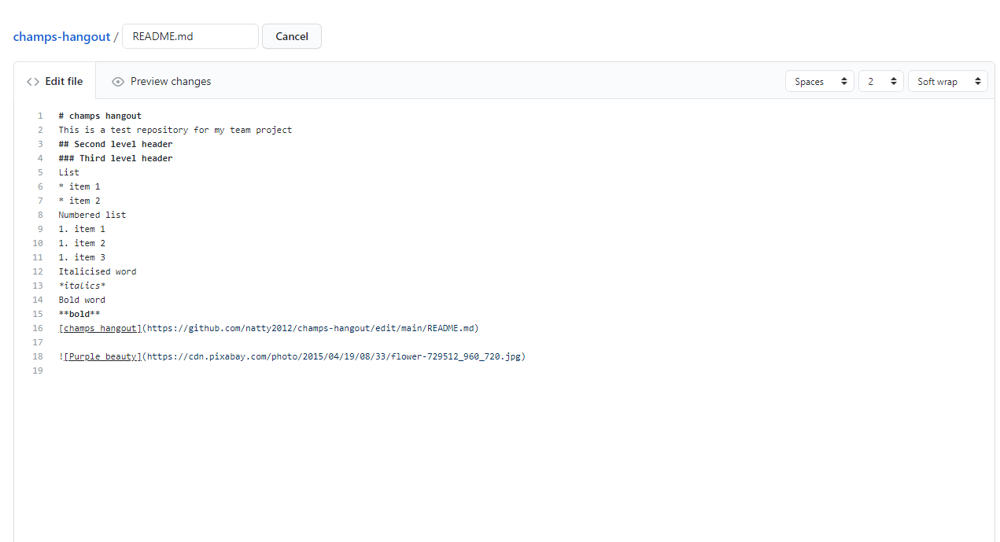 champs-hangout / README.md Cancel
<> Edit file Preview changes Spaces 2 Soft wrap
1 # champs hangout
2 This is a test repository for my team project
3 ## Second level header
4 ### Third level header
5 List
6 * item 1
7 * item 2
8 Numbered list
9 1. item 1
10 1. item 2
11 1. item 3
12 Italicised word
13 *italics*
14 Bold word
15 **bold**
16 [champs hangout](https://github.com/natty2012/champs-hangout/edit/main/README.md)
17
18 ![Purple beauty](https://cdn.pixabay.com/photo/2015/04/19/08/33/flower-729512_960_720.jpg)
19